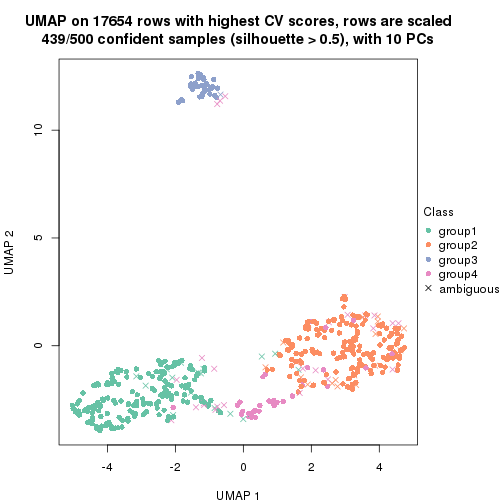 UMAP on 17654 rows with highest CV scores, rows are scaled
439/500 confident samples (silhouette > 0.5), with 10 PCs
10
5
0
UMAP 2
-4
-2
0
2
4
UMAP 1
Class
group1
group2
group3
group4
ambiguous